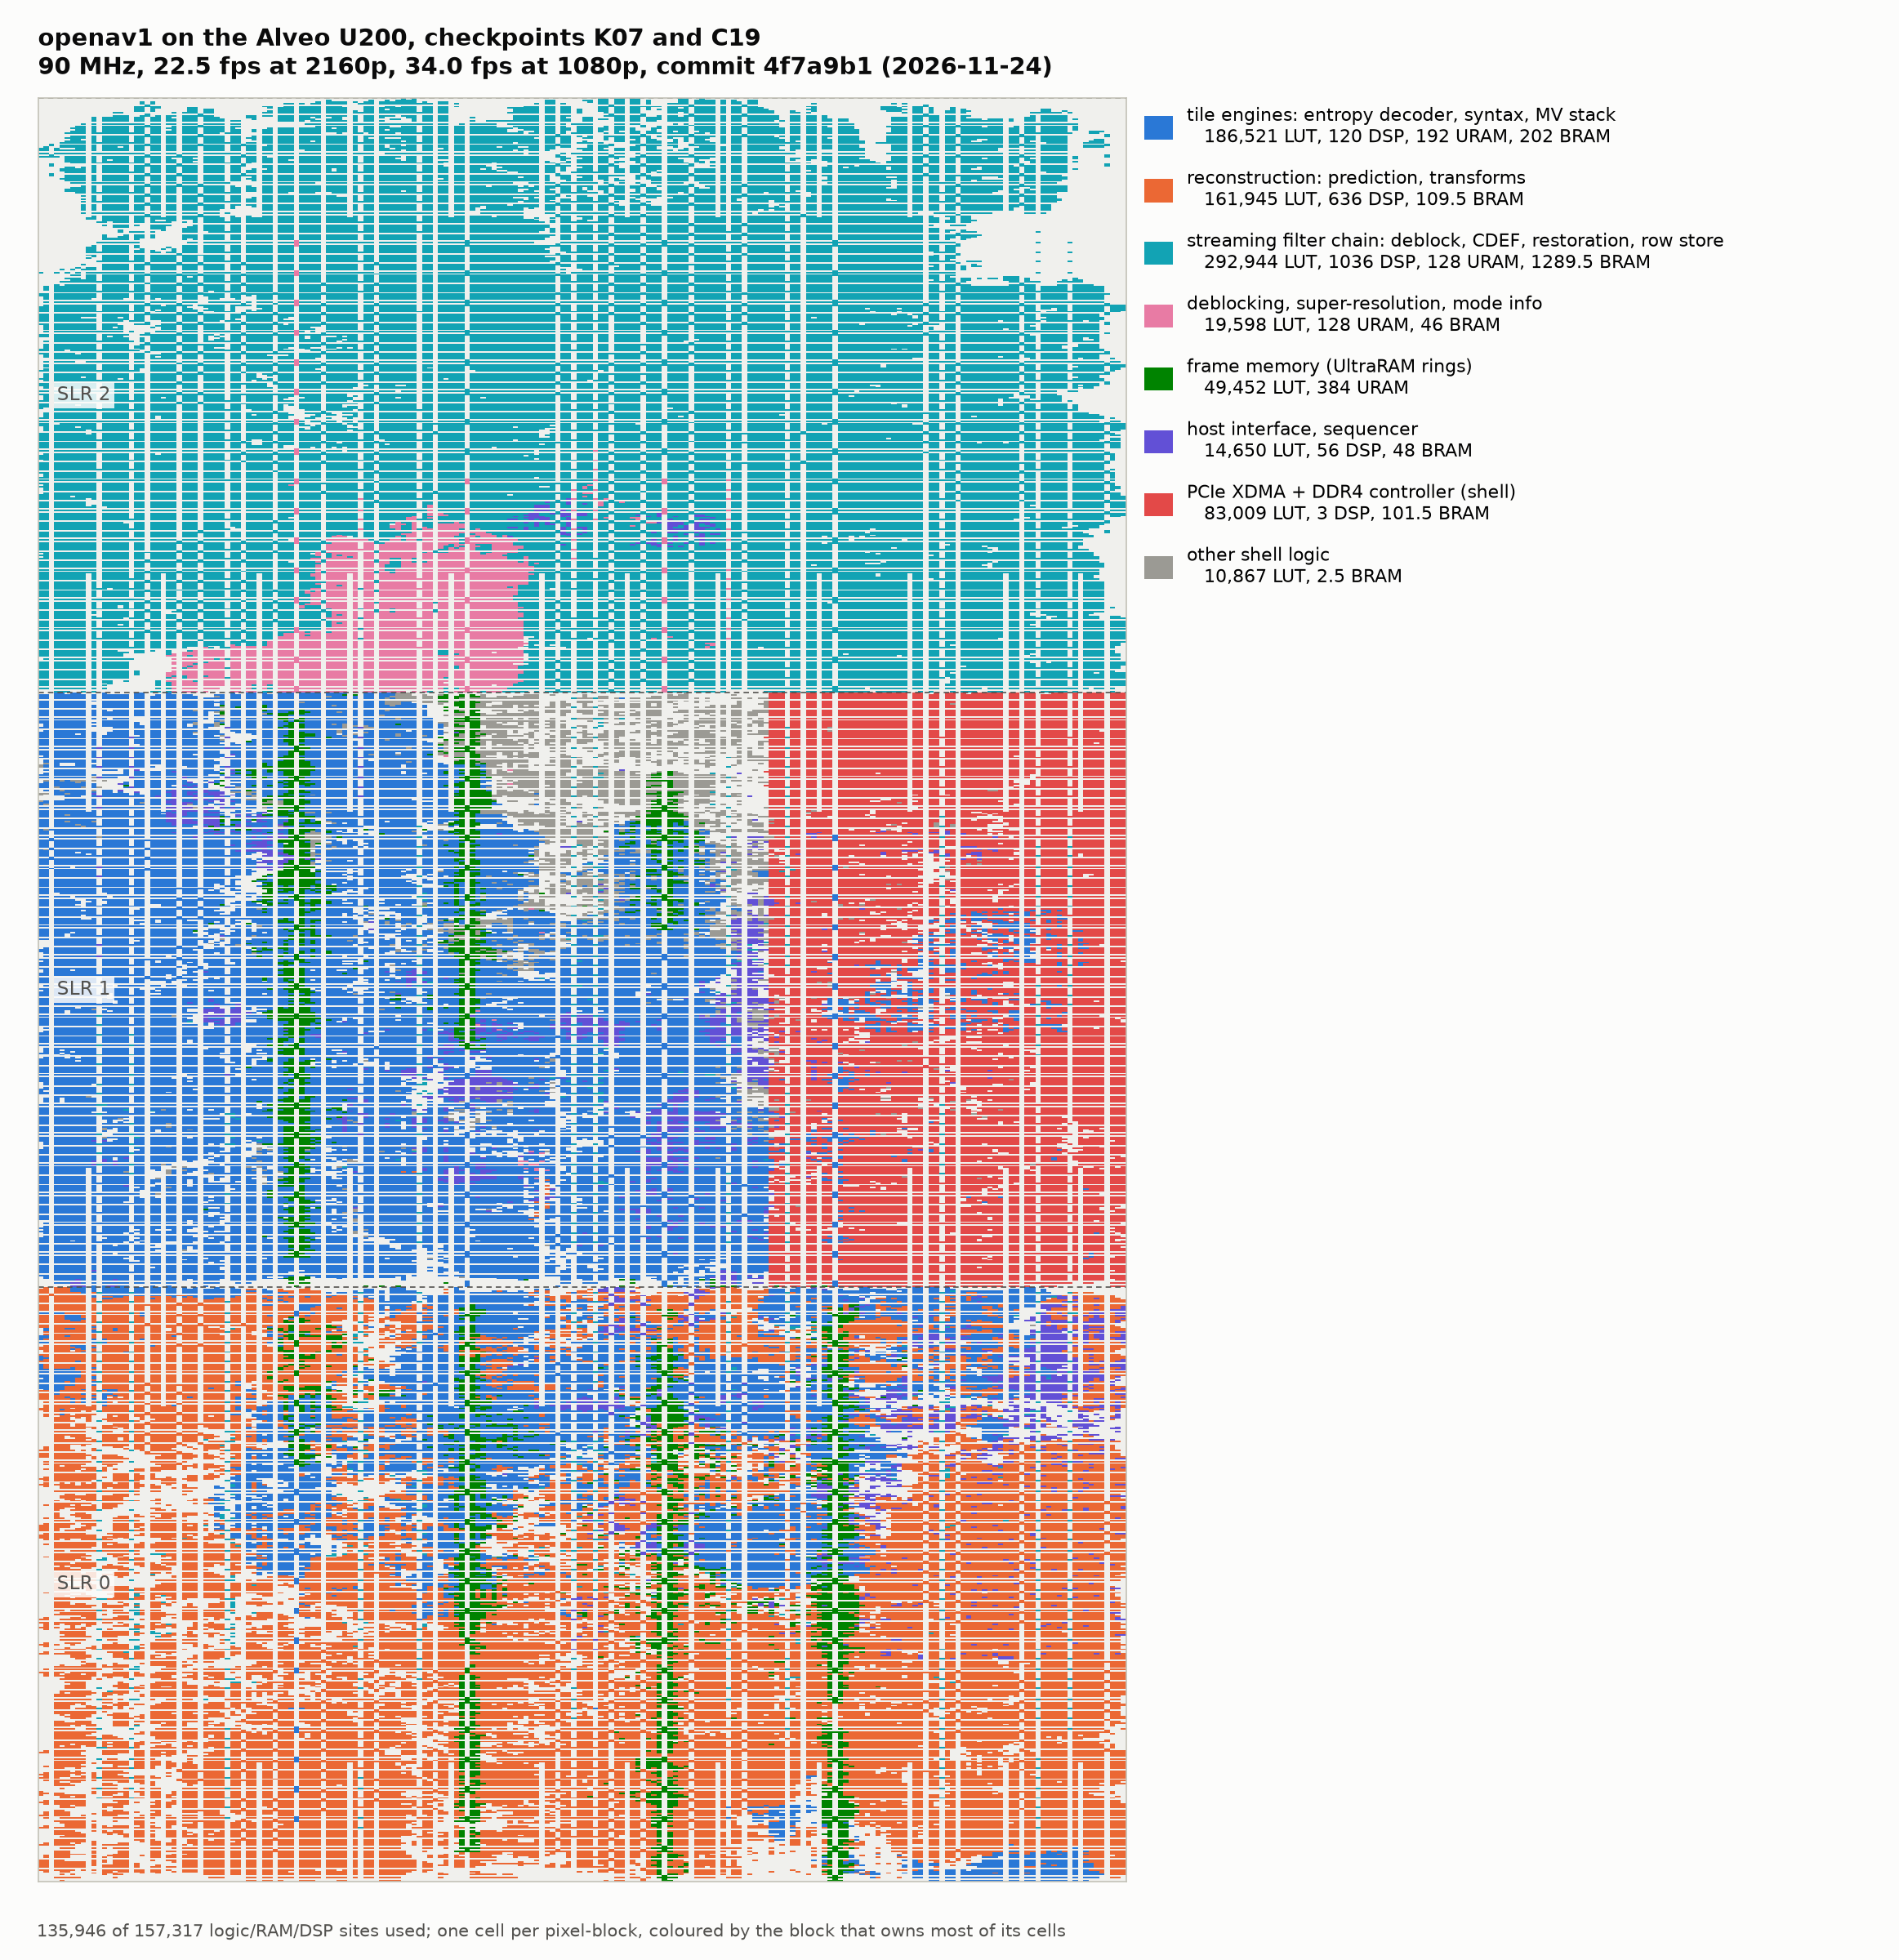 openav1 on the Alveo U200, checkpoints K07 and C19
90 MHz, 22.5 fps at 2160p, 34.0 fps at 1080p, commit 4f7a9b1 (2026-11-24)
tile engines: entropy decoder, syntax, MV stack
186,521 LUT, 120 DSP, 192 URAM, 202 BRAM
reconstruction: prediction, transforms
161,945 LUT, 636 DSP, 109.5 BRAM
streaming filter chain: deblock, CDEF, restoration, row store
292,944 LUT, 1036 DSP, 128 URAM, 1289.5 BRAM
deblocking, super-resolution, mode info
19,598 LUT, 128 URAM, 46 BRAM
frame memory (UltraRAM rings)
49,452 LUT, 384 URAM
host interface, sequencer
14,650 LUT, 56 DSP, 48 BRAM
PCIe XDMA + DDR4 controller (shell)
83,009 LUT, 3 DSP, 101.5 BRAM
other shell logic
10,867 LUT, 2.5 BRAM
SLR 2
SLR 1
SLR 0
135,946 of 157,317 logic/RAM/DSP sites used; one cell per pixel-block, coloured by the block that owns most of its cells